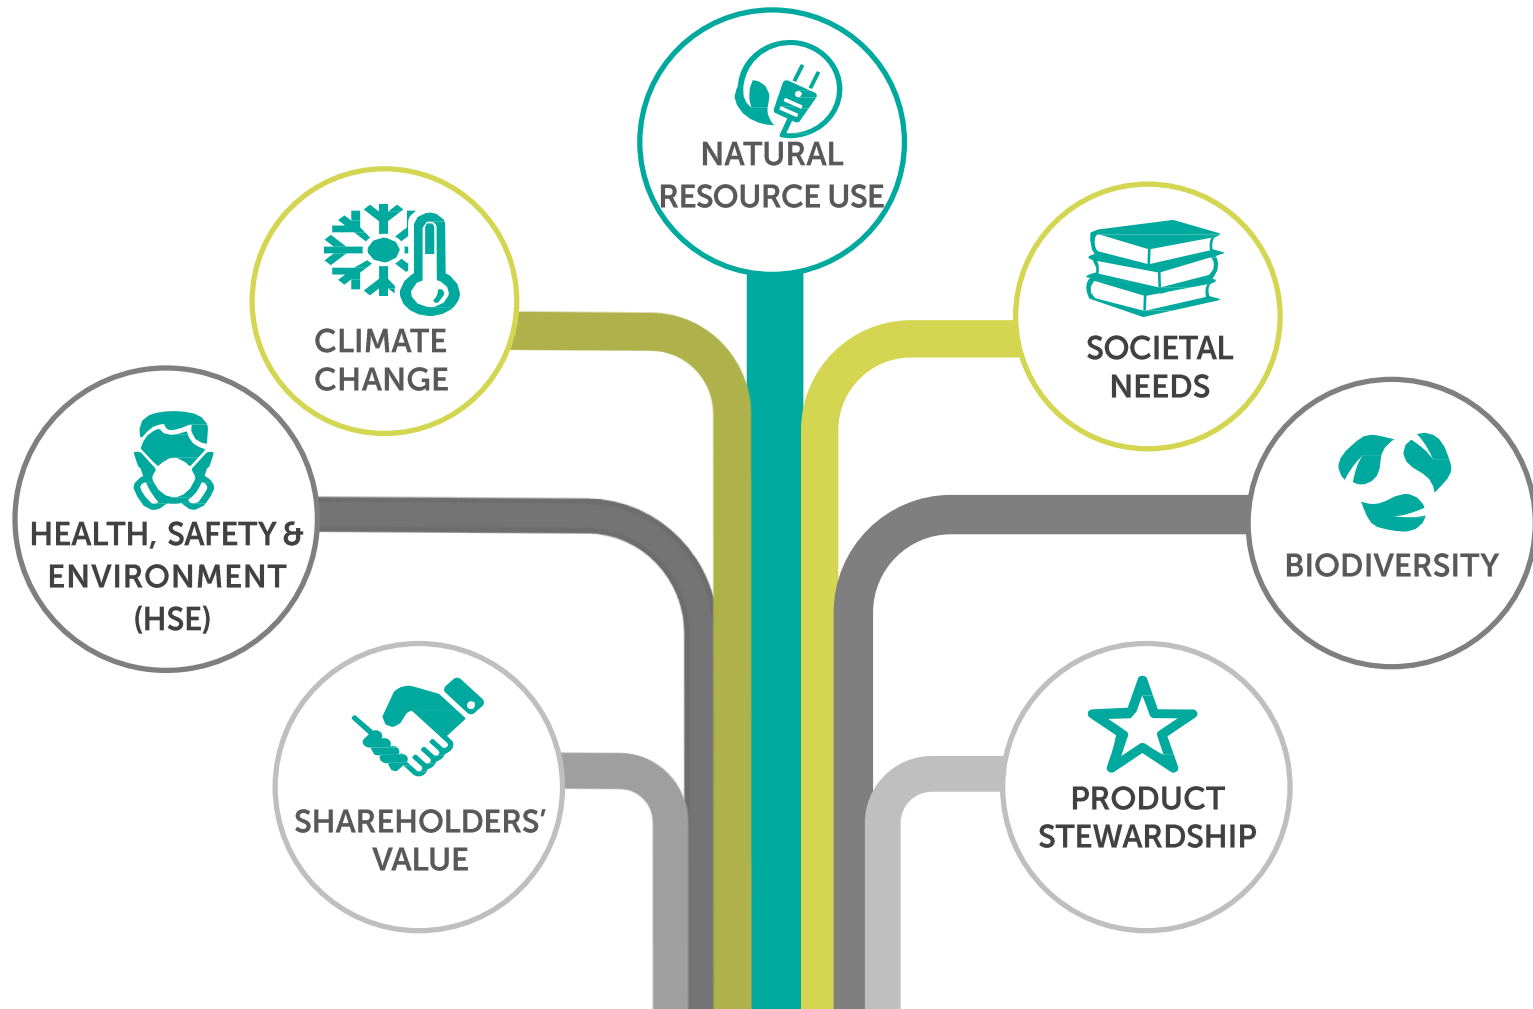 NATURAL
RESOURCE USE
CLIMATE
CHANGE
SOCIETAL
NEEDS
HEALTH, SAFETY &
ENVIRONMENT
(HSE)
BIODIVERSITY
SHAREHOLDERS’
VALUE
PRODUCT
STEWARDSHIP